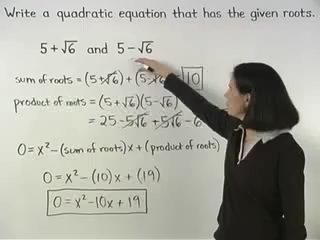 Write a quadratic equation that has the given roots.
5+√6 and 5-√6
sum of roots = (5+√6) + (5-√6) = 10
product of roots = (5+√6)(5-√6)
= 25 - 5√6 + 5√6 - 6
0 = x² - (sum of roots)x + (product of roots)
0 = x² - (10)x + (19)
0 = x² - 10x + 19